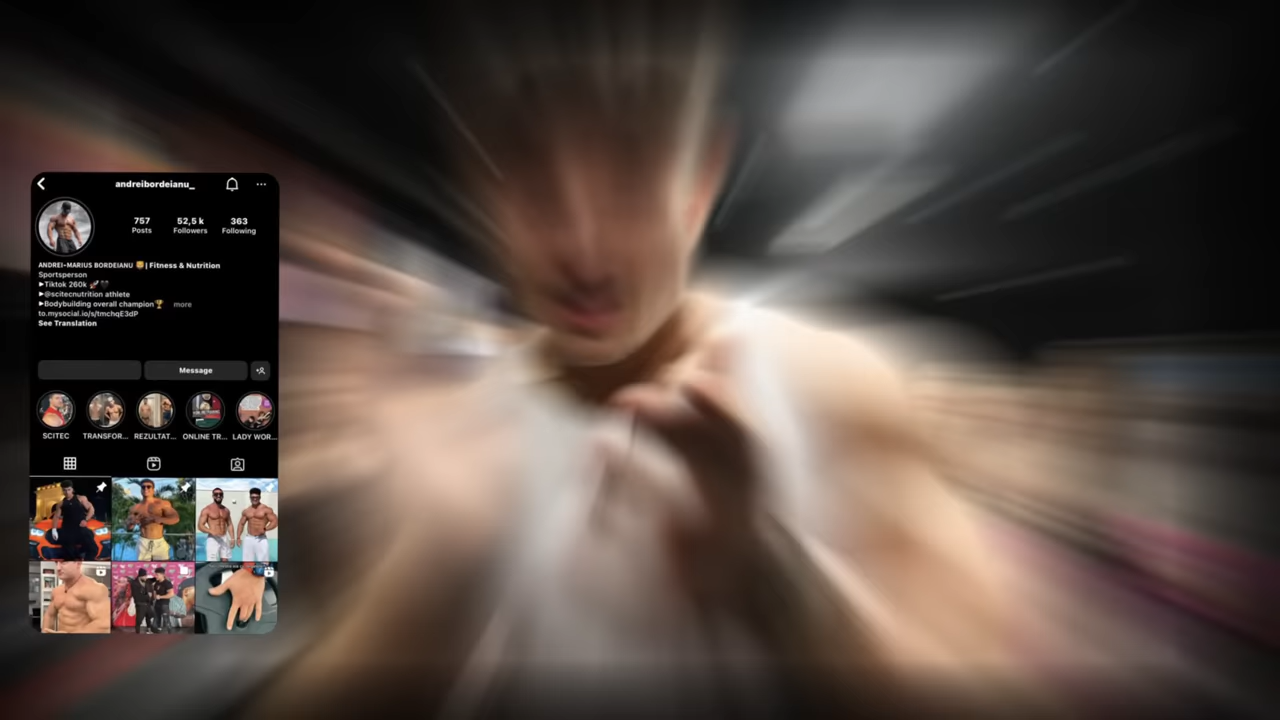 andreibordeianu_
757 52,5 k 363
Posts Followers Following
ANDREI-MARIUS BORDEIANU 🦁 | Fitness & Nutrition
Sportsperson
▶Tiktok 260k 🚀🖤
▶@scitecnutrition athlete
▶Bodybuilding overall champion🏆 more
to.mysocial.io/s/tmchqE3dP
See Translation
Message
SCITEC TRANSFOR... REZULTAT... ONLINE TR... LADY WOR...